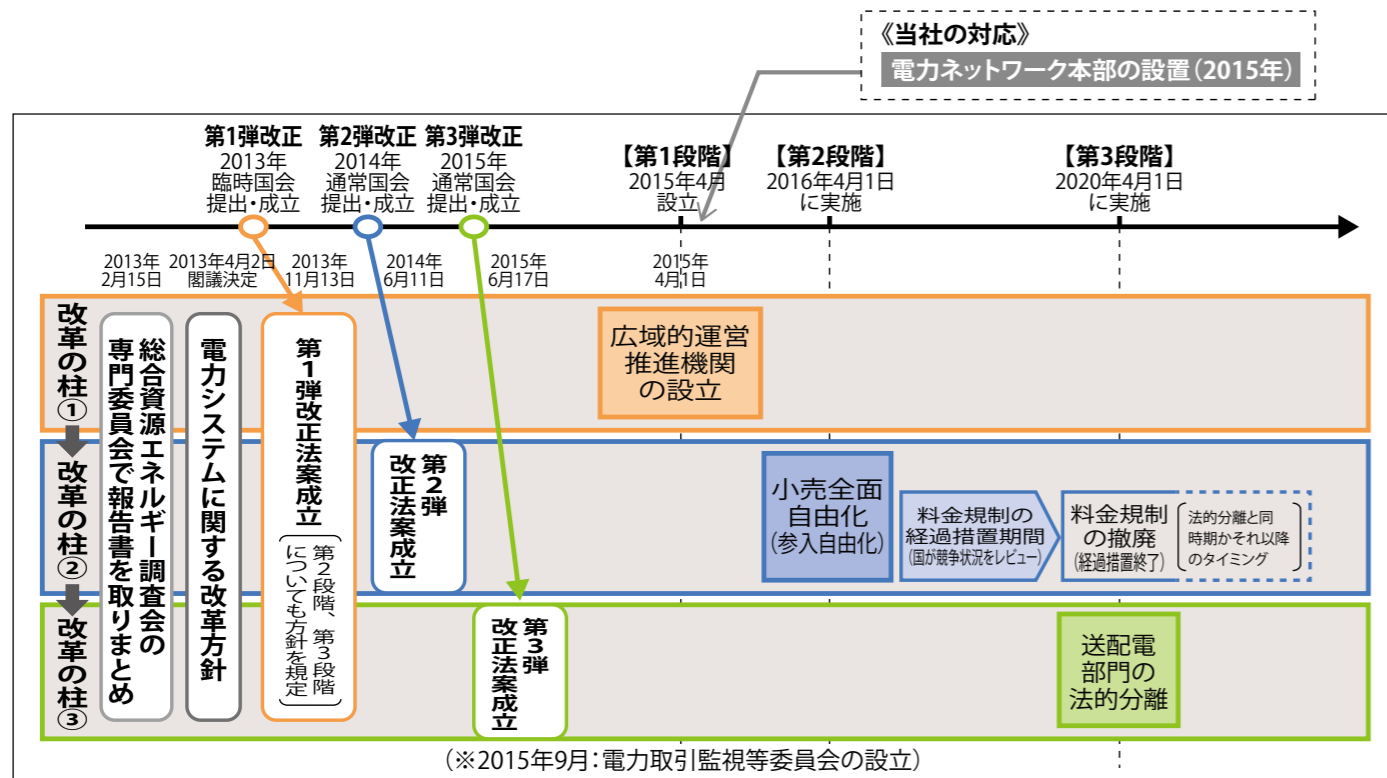 《当社の対応》
電力ネットワーク本部の設置(2015年)
第1弾改正
2013年
臨時国会
提出・成立
第2弾改正
2014年
通常国会
提出・成立
第3弾改正
2015年
通常国会
提出・成立
【第1段階】
2015年4月
設立
【第2段階】
2016年4月1日
に実施
【第3段階】
2020年4月1日
に実施
2013年
2月15日
2013年4月2日
閣議決定
2013年
11月13日
2014年
6月11日
2015年
6月17日
2015年
4月1日
改革の柱①
改革の柱②
改革の柱③
総合資源エネルギー調査会の
専門委員会で報告書を取りまとめ
電力システムに関する改革方針
第1弾改正法案成立
第2段階、第3段階
についても方針を規定
第2弾
改正法案成立
第3弾
改正法案成立
広域的運営
推進機関
の設立
小売全面
自由化
(参入自由化)
料金規制の
経過措置期間
(国が競争状況をレビュー)
料金規制
の撤廃
(経過措置終了)
法的分離と同
時期かそれ以降
のタイミング
送配電
部門の
法的分離
(※2015年9月:電力取引監視等委員会の設立)